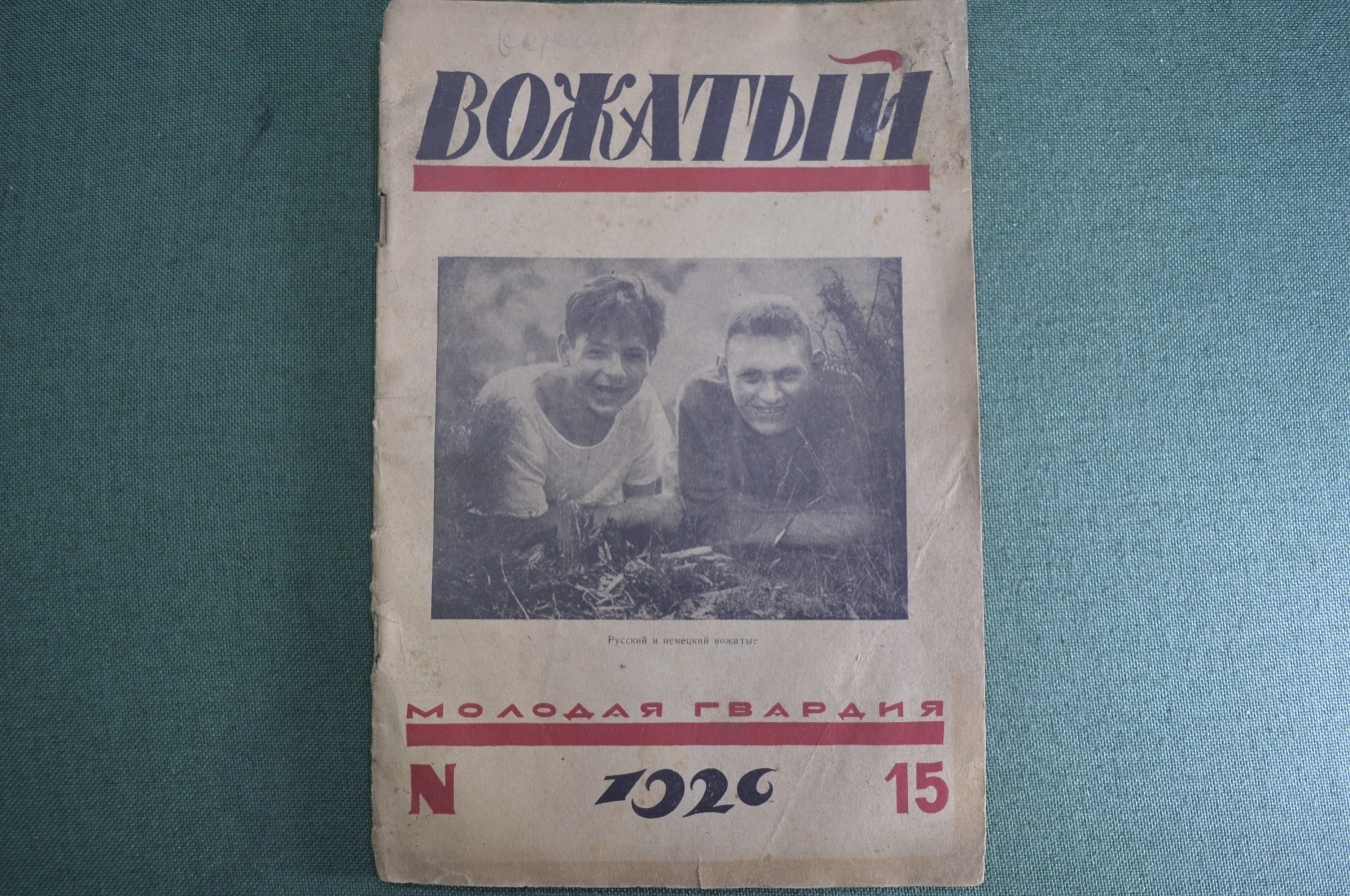 ВОЖАТЫЙ
Русский и немецкий вожатые
МОЛОДАЯ ГВАРДИЯ
N 1926 15